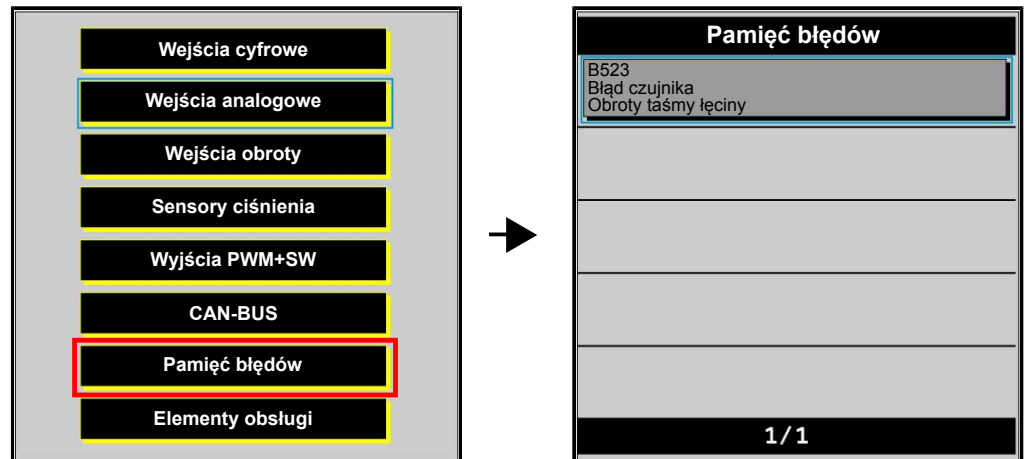 Wejścia cyfrowe
Wejścia analogowe
Wejścia obroty
Sensory ciśnienia
Wyjścia PWM+SW
CAN-BUS
Pamięć błędów
Elementy obsługi
Pamięć błędów
B523
Błąd czujnika
Obroty taśmy łęciny
1/1